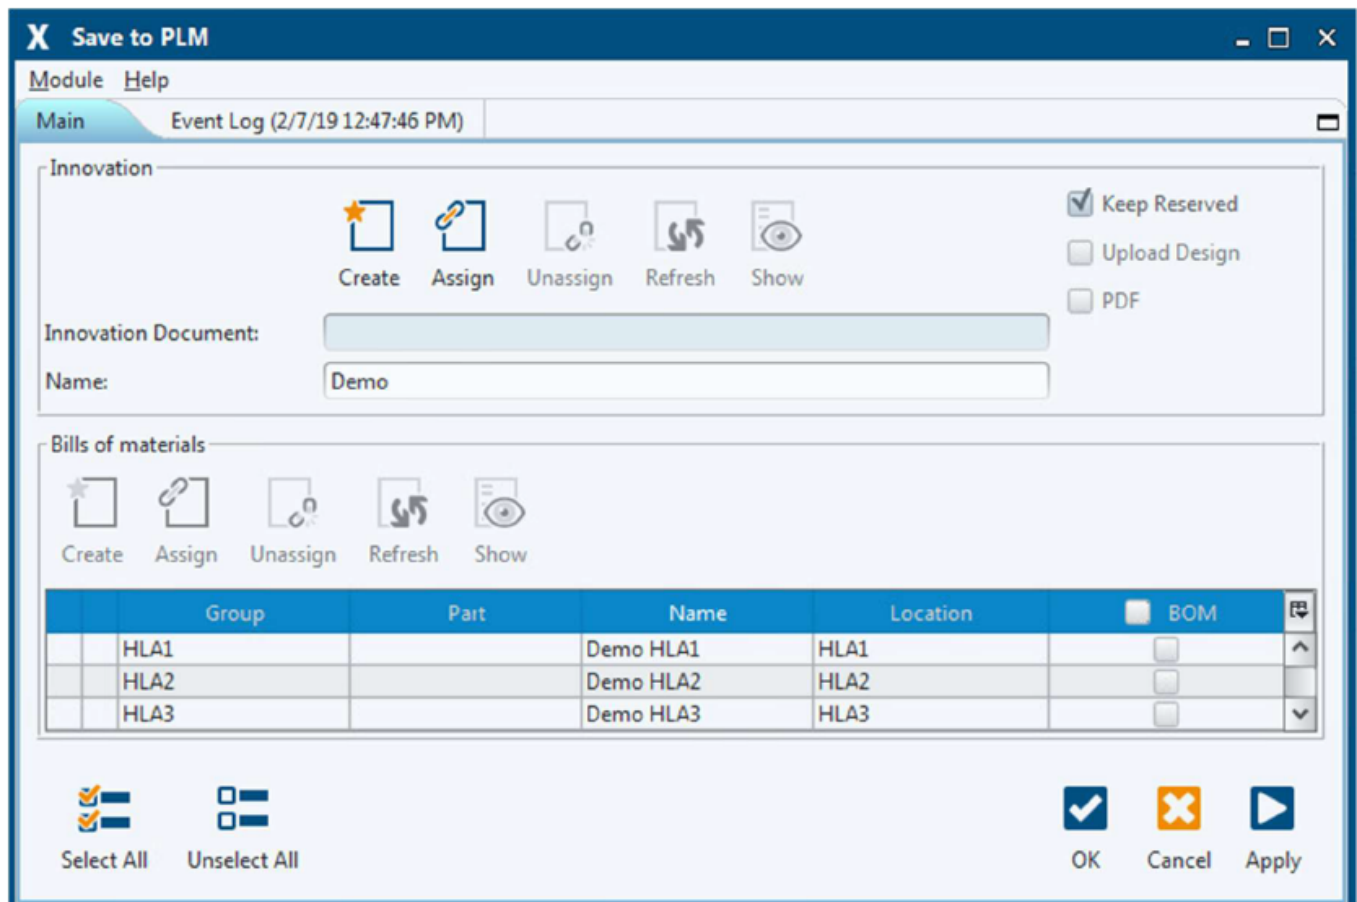 X Save to PLM
Module Help
Main Event Log (2/7/19 12:47:46 PM)
Innovation
Keep Reserved
Upload Design
Create Assign Unassign Refresh Show
PDF
Innovation Document:
Name: Demo
Bills of materials
Create Assign Unassign Refresh Show
Group Part Name Location BOM
HLA1 Demo HLA1 HLA1
HLA2 Demo HLA2 HLA2
HLA3 Demo HLA3 HLA3
Select All Unselect All OK Cancel Apply